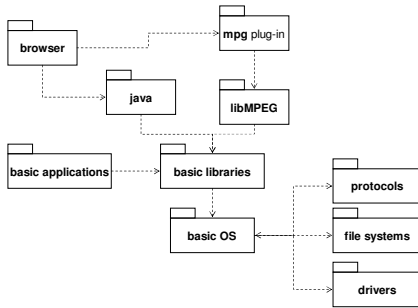 mpg plug-in
browser
java
libMPEG
basic applications
basic libraries
protocols
basic OS
file systems
drivers